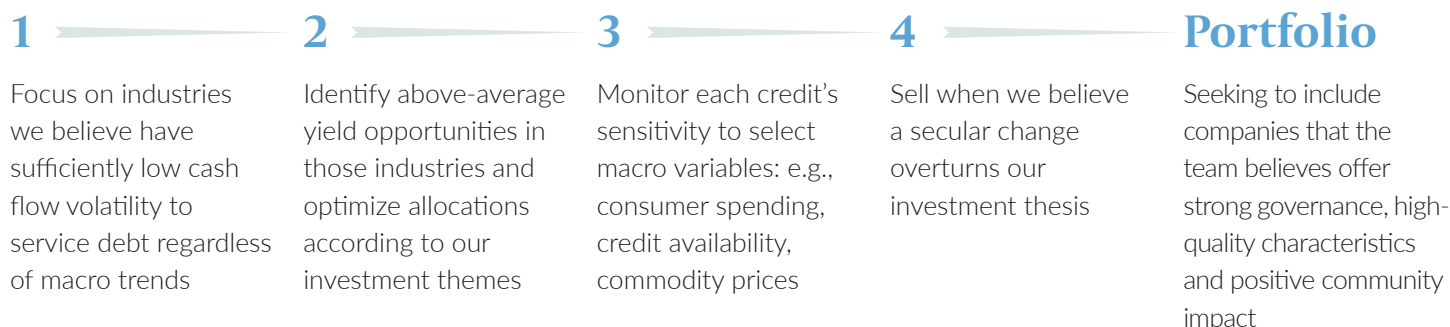 1
Focus on industries
we believe have
sufficiently low cash
flow volatility to
service debt regardless
of macro trends
2
Identify above-average
yield opportunities in
those industries and
optimize allocations
according to our
investment themes
3
Monitor each credit's
sensitivity to select
macro variables: e.g.,
consumer spending,
credit availability,
commodity prices
4
Sell when we believe
a secular change
overturns our
investment thesis
Portfolio
Seeking to include
companies that the
team believes offer
strong governance, high-
quality characteristics
and positive community
impact